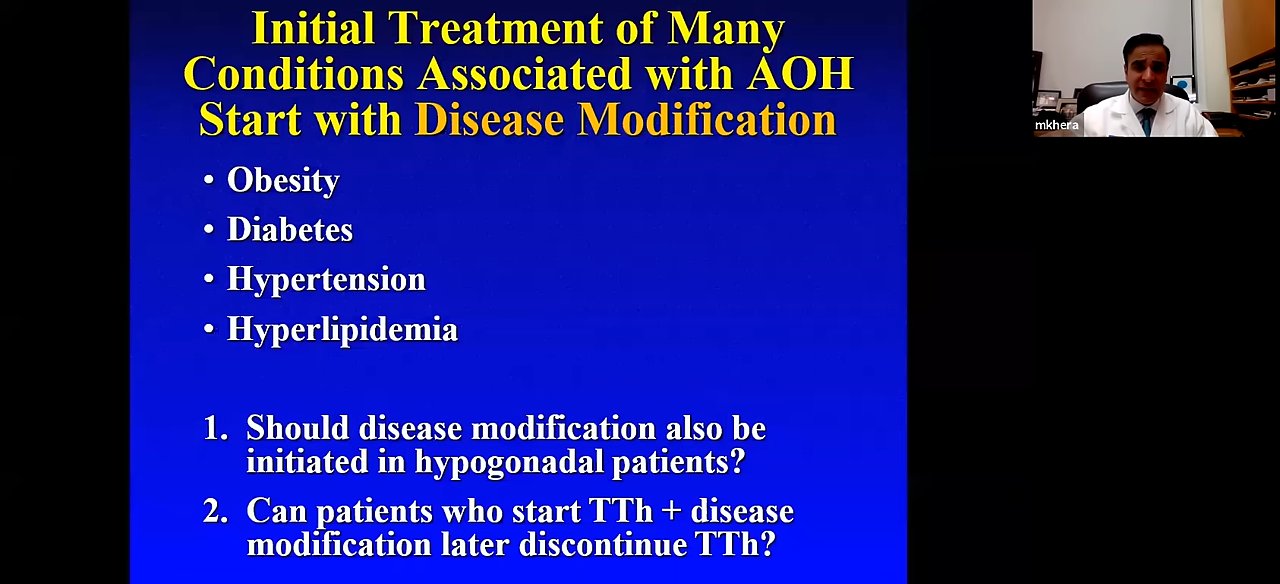 Initial Treatment of Many
Conditions Associated with AOH
Start with Disease Modification
• Obesity
• Diabetes
• Hypertension
• Hyperlipidemia
1. Should disease modification also be
initiated in hypogonadal patients?
2. Can patients who start TTh + disease
modification later discontinue TTh?
mkhera